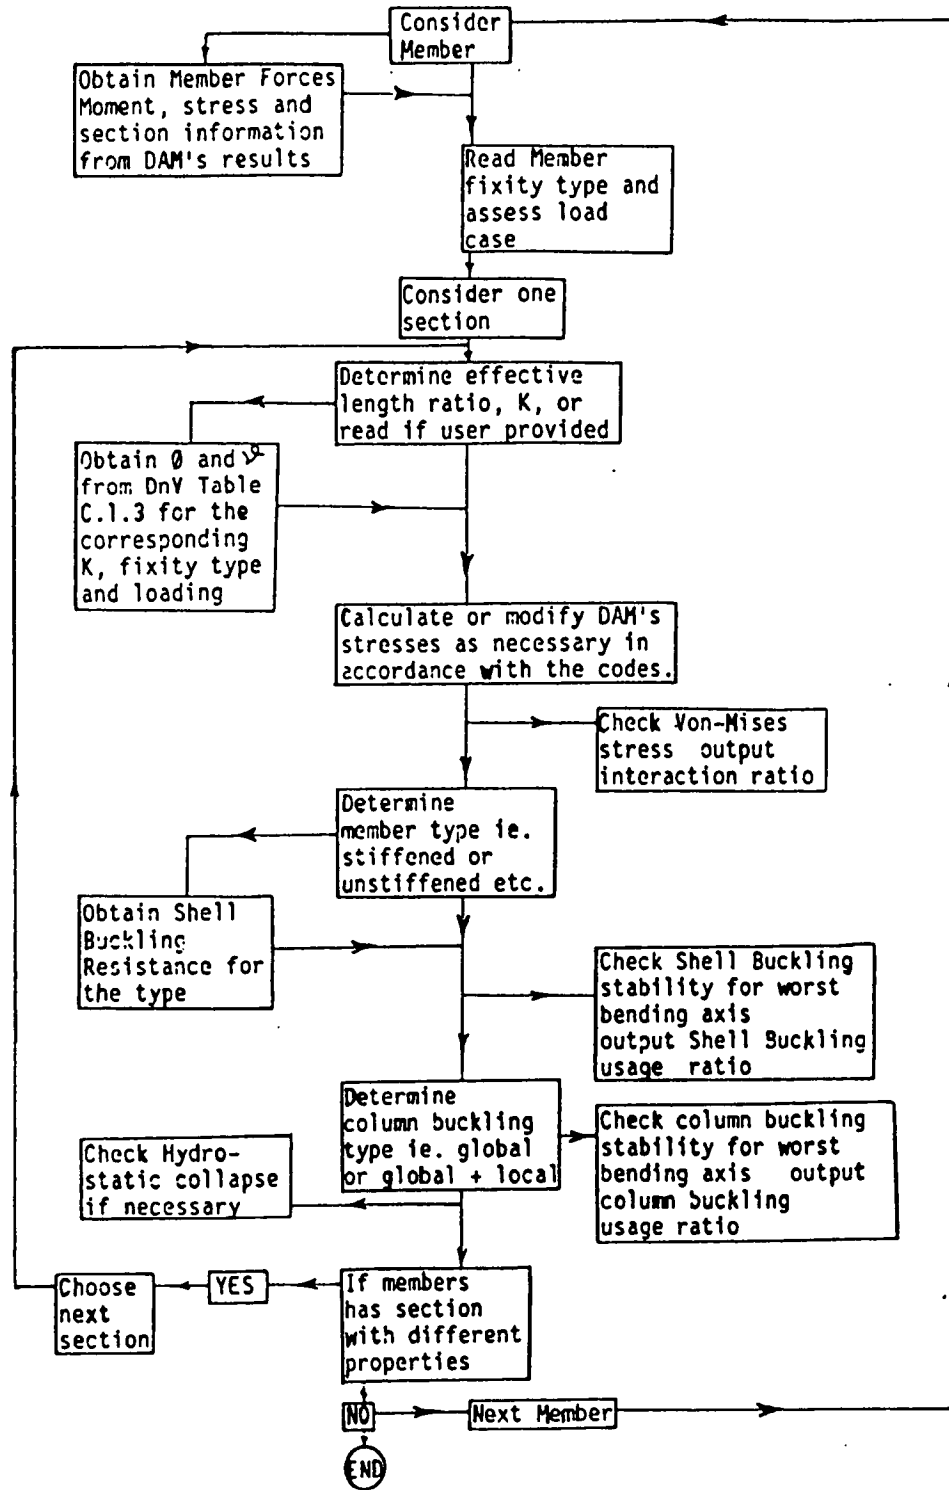 Consider
Member
Obtain Member Forces
Moment, stress and
section information
from DAM's results
Read Member
fixity type and
assess load
case
Consider one
section
Determine effective
length ratio, K, or
read if user provided
Obtain Ø and
from DnV Table
C.1.3 for the
corresponding
K, fixity type
and loading
Calculate or modify DAM's
stresses as necessary in
accordance with the codes.
Check Von-Mises
stress output
interaction ratio
Determine
member type ie.
stiffened or
unstiffened etc.
Obtain Shell
Buckling
Resistance for
the type
Check Shell Buckling
stability for worst
bending axis
output Shell Buckling
usage ratio
Determine
column buckling
type ie. global
or global + local
Check column buckling
stability for worst
bending axis output
column buckling
usage ratio
Check Hydro-
static collapse
if necessary
If members
has section
with different
properties
YES
Choose
next
section
NO
Next Member
END